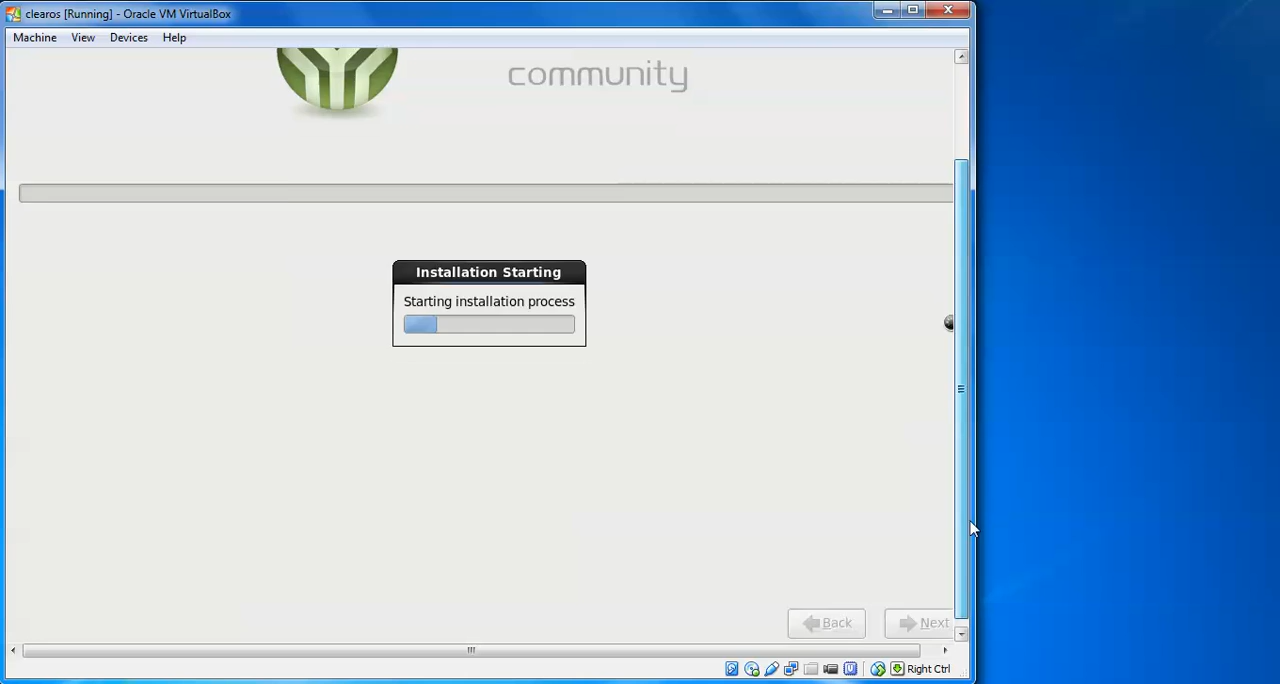 clearos [Running] - Oracle VM VirtualBox
Machine View Devices Help
community
Installation Starting
Starting installation process
Back Next
Right Ctrl